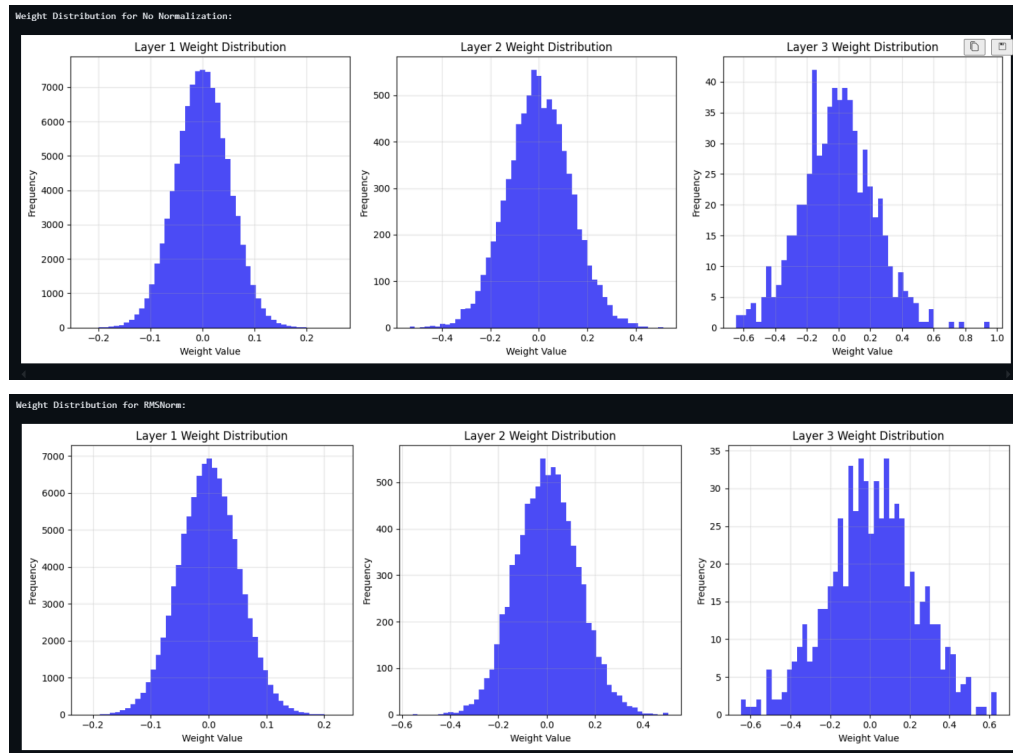 Weight Distribution for No Normalization:
Layer 1 Weight Distribution
Layer 2 Weight Distribution
Layer 3 Weight Distribution
7000
6000
5000
4000
3000
2000
1000
0
Frequency
−0.2 −0.1 0.0 0.1 0.2
Weight Value
500
400
300
200
100
0
Frequency
−0.4 −0.2 0.0 0.2 0.4
Weight Value
40
35
30
25
20
15
10
5
0
Frequency
−0.6 −0.4 −0.2 0.0 0.2 0.4 0.6 0.8 1.0
Weight Value
Weight Distribution for RMSNorm:
Layer 1 Weight Distribution
Layer 2 Weight Distribution
Layer 3 Weight Distribution
7000
6000
5000
4000
3000
2000
1000
0
Frequency
−0.2 −0.1 0.0 0.1 0.2
Weight Value
500
400
300
200
100
0
Frequency
−0.6 −0.4 −0.2 0.0 0.2 0.4
Weight Value
35
30
25
20
15
10
5
0
Frequency
−0.6 −0.4 −0.2 0.0 0.2 0.4 0.6
Weight Value